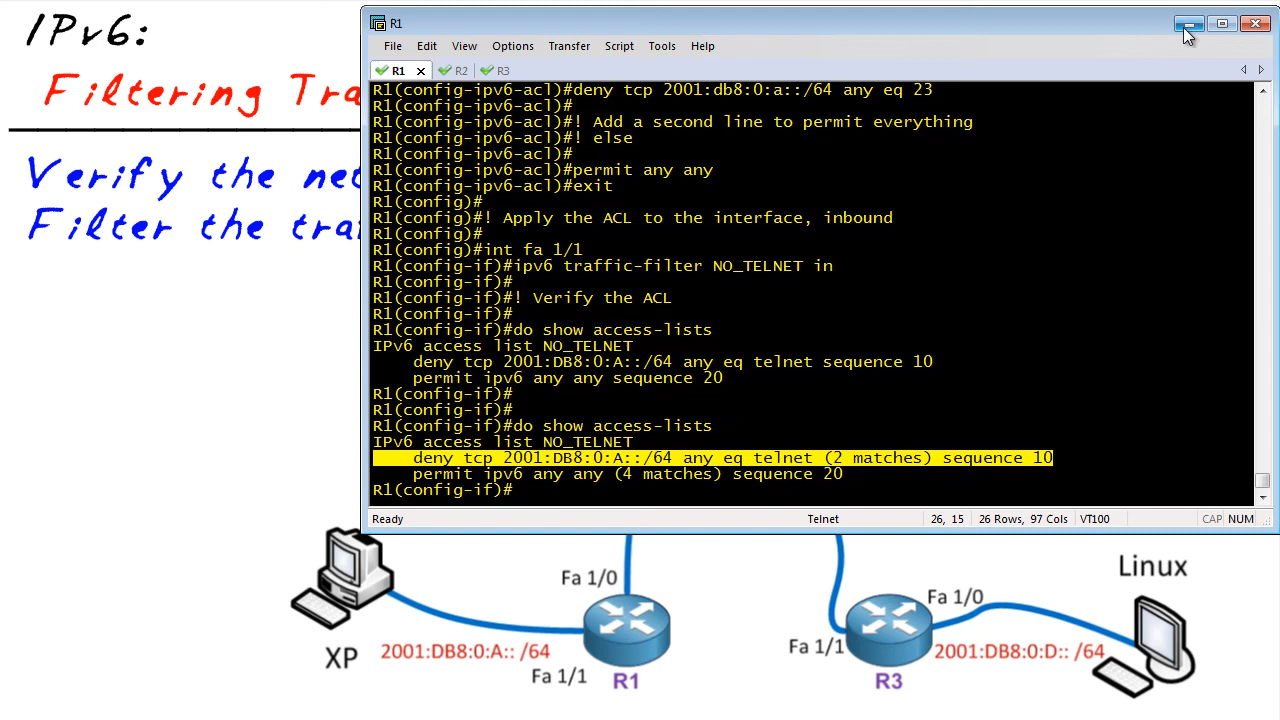 IPv6:
Filtering Tra
Verify the net
Filter the traf
R1
File Edit View Options Transfer Script Tools Help
R1 R2 R3
R1(config-ipv6-acl)#deny tcp 2001:db8:0:a::/64 any eq 23
R1(config-ipv6-acl)#
R1(config-ipv6-acl)#! Add a second line to permit everything
R1(config-ipv6-acl)#! else
R1(config-ipv6-acl)#
R1(config-ipv6-acl)#permit any any
R1(config-ipv6-acl)#exit
R1(config)#
R1(config)#! Apply the ACL to the interface, inbound
R1(config)#
R1(config)#int fa 1/1
R1(config-if)#ipv6 traffic-filter NO_TELNET in
R1(config-if)#
R1(config-if)#! Verify the ACL
R1(config-if)#
R1(config-if)#do show access-lists
IPv6 access list NO_TELNET
deny tcp 2001:DB8:0:A::/64 any eq telnet sequence 10
permit ipv6 any any sequence 20
R1(config-if)#
R1(config-if)#
R1(config-if)#do show access-lists
IPv6 access list NO_TELNET
deny tcp 2001:DB8:0:A::/64 any eq telnet (2 matches) sequence 10
permit ipv6 any any (4 matches) sequence 20
R1(config-if)#
Ready Telnet 26, 15 26 Rows, 97 Cols VT100 CAP NUM
Fa 1/0
XP
2001:DB8:0:A:: /64
Fa 1/1
R1
Fa 1/1
R3
Fa 1/0
2001:DB8:0:D:: /64
Linux